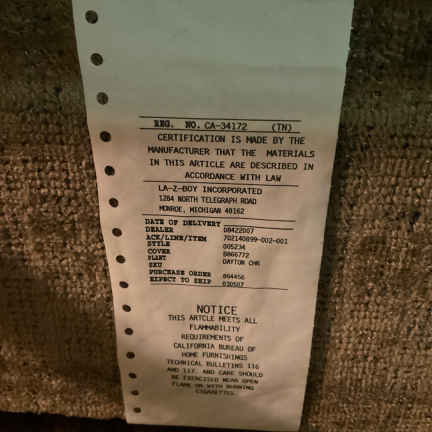 REG. NO. CA-34172 (TN)
CERTIFICATION IS MADE BY THE
MANUFACTURER THAT THE MATERIALS
IN THIS ARTICLE ARE DESCRIBED IN
ACCORDANCE WITH LAW
LA-Z-BOY INCORPORATED
1284 NORTH TELEGRAPH ROAD
MONROE, MICHIGAN 48162
DATE OF DELIVERY
DEALER 08422007
ACK/LINE/ITEM 702140899-002-001
STYLE 005234
COVER D866772
PLANT DAYTON CHR
SKU
PURCHASE ORDER 864456
EXPECT TO SHIP 030507
NOTICE
THIS ARTCLE MEETS ALL
FLAMMABILITY
REQUIREMENTS OF
CALIFORNIA BUREAU OF
HOME FURNISHINGS
TECHNICAL BULLETINS 116
AND 117. AND CARE SHOULD
BE EXERCISED NEAR OPEN
FLAME OR WITH BURNING
CIGARETTES.